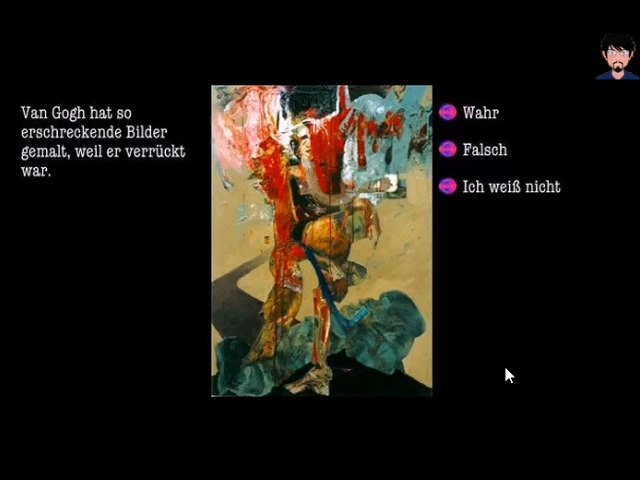 Van Gogh hat so
erschreckende Bilder
gemalt, weil er verrückt
war.
Wahr
Falsch
Ich weiß nicht